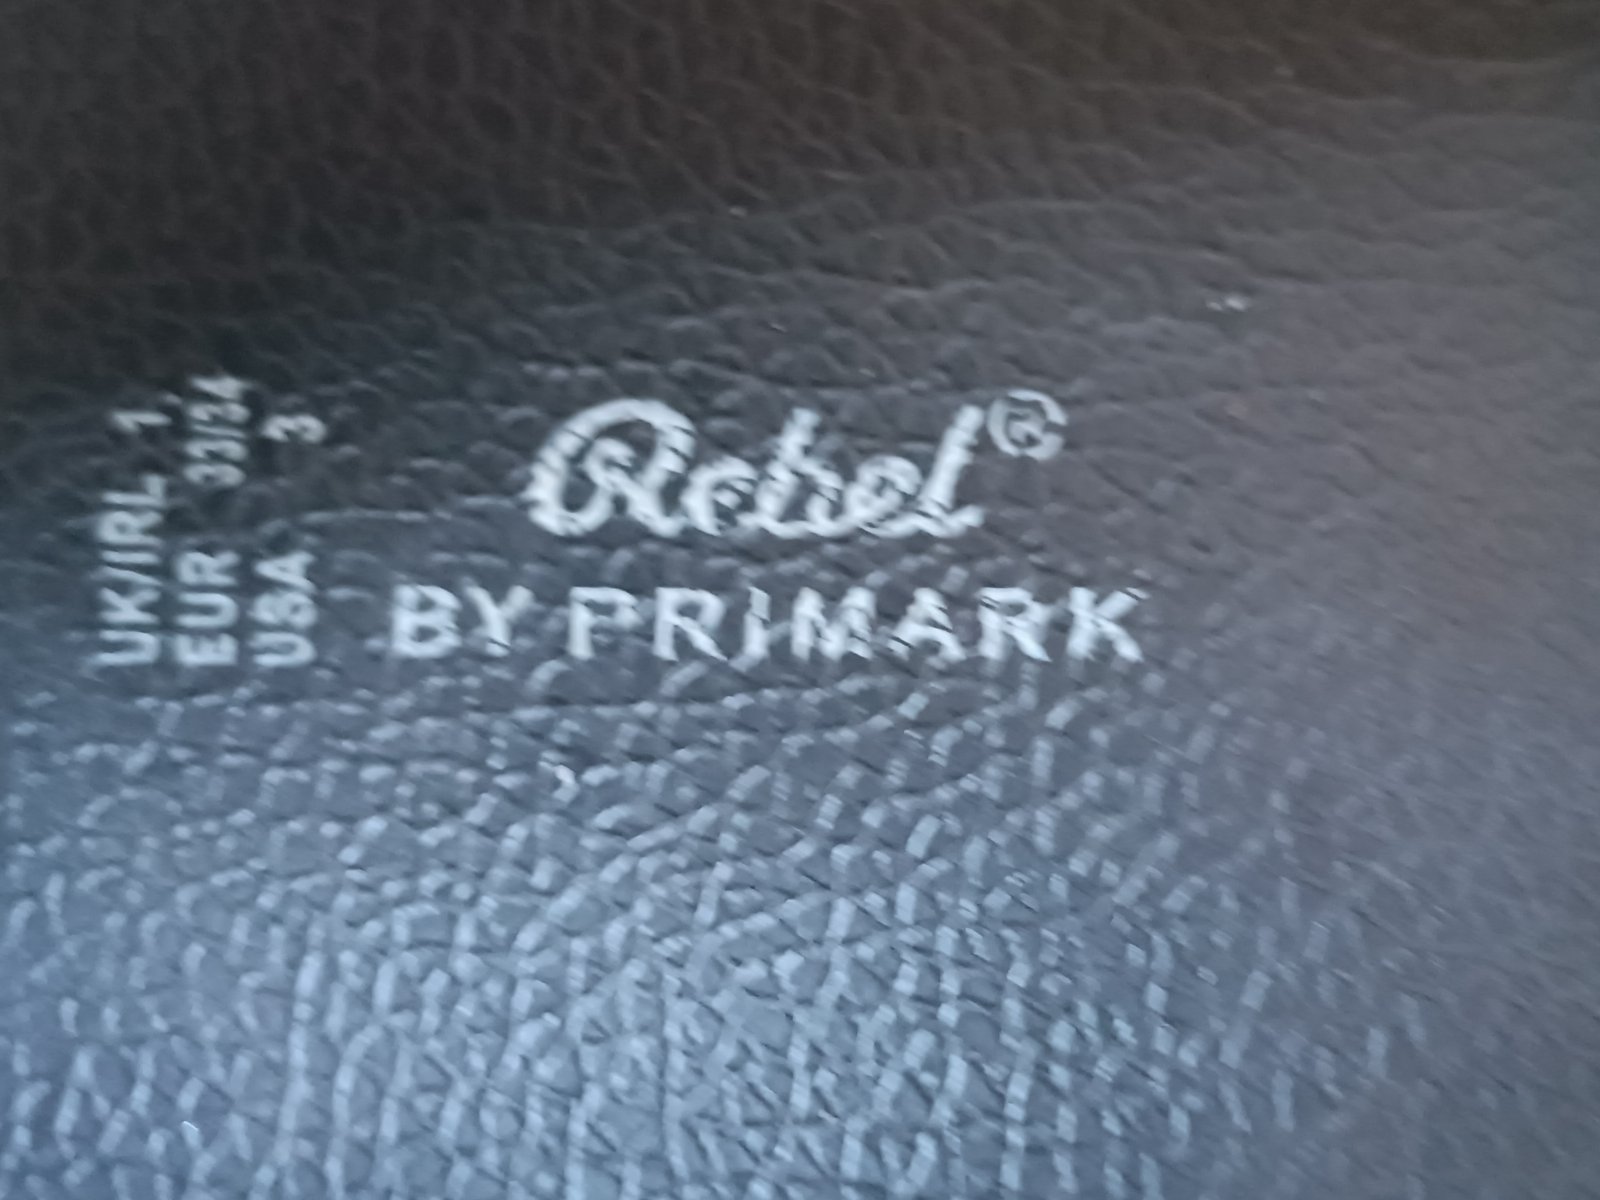 Rebel®
BY PRIMARK
UK/IRL 1
EUR 33/34
USA 3